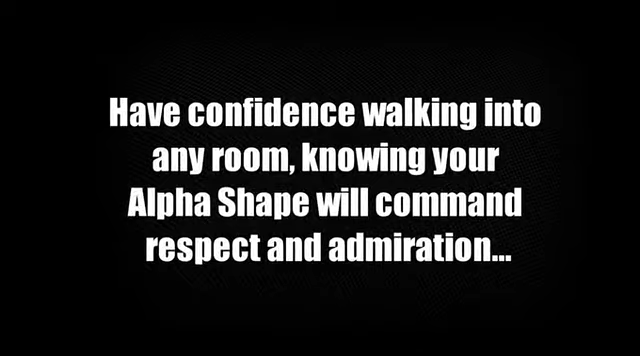 Have confidence walking into
any room, knowing your
Alpha Shape will command
respect and admiration...